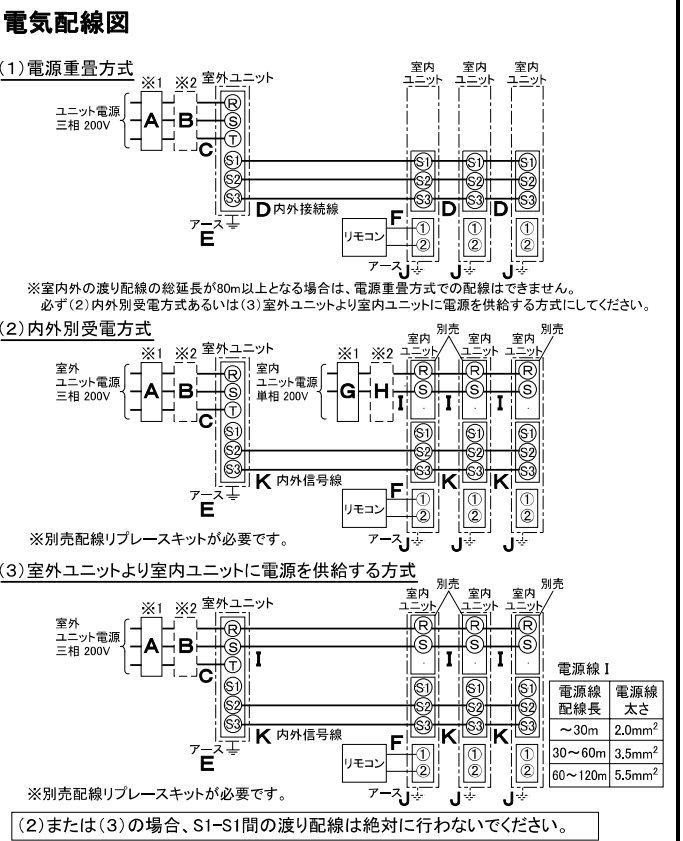 電気配線図
(1)電源重畳方式
※1 ※2 室外ユニット
室内ユニット 室内ユニット 室内ユニット
ユニット電源
三相 200V
A B C
R
S
T
S1 S1 S1 S1
S2 S2 S2 S2
S3 S3 S3 S3
D 内外接続線 D D
アース
E
リモコン
F
① ① ①
② ② ②
アース J J J
※室内外の渡り配線の総延長が80m以上となる場合は、電源重畳方式での配線はできません。
必ず(2)内外別受電方式あるいは(3)室外ユニットより室内ユニットに電源を供給する方式にしてください。
(2)内外別受電方式
※1 ※2 室外ユニット
室外
ユニット電源
三相 200V
A B C
R
S
T
S1
S2
S3
室内
ユニット電源
単相 200V
※1 ※2
G H
室内ユニット 別売 室内ユニット 室内ユニット 別売
R R R
S S S
I I I
S1 S1 S1
S2 S2 S2
S3 S3 S3
K 内外信号線 K K
アース
E
リモコン
F
① ① ①
② ② ②
アース J J J
※別売配線リプレースキットが必要です。
(3)室外ユニットより室内ユニットに電源を供給する方式
※1 ※2 室外ユニット
室外
ユニット電源
三相 200V
A B C
R
S
T
S1
S2
S3
室内ユニット 別売 室内ユニット 室内ユニット 別売
R R R
S S S
I I I
S1 S1 S1
S2 S2 S2
S3 S3 S3
K 内外信号線 K K
アース
E
リモコン
F
① ① ①
② ② ②
アース J J J
電源線 I
電源線配線長 電源線太さ
～30m 2.0mm²
30～60m 3.5mm²
60～120m 5.5mm²
※別売配線リプレースキットが必要です。
(2)または(3)の場合、S1-S1間の渡り配線は絶対に行わないでください。